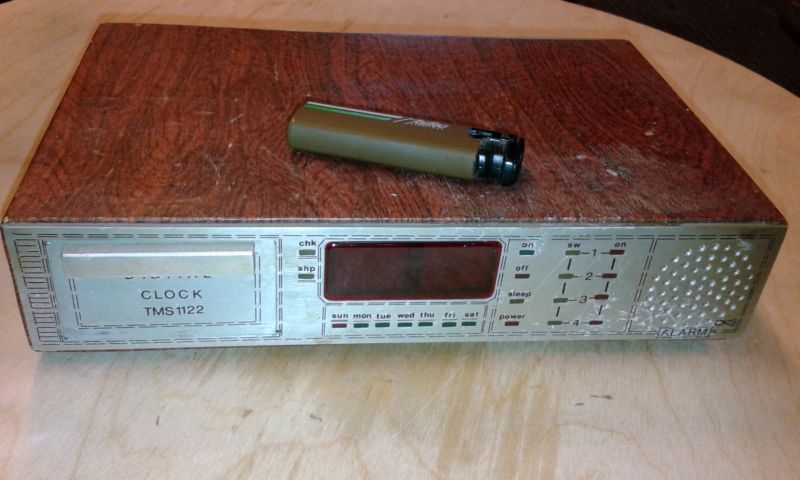 DIGITAL
CLOCK
TMS1122
chk
shp
sun mon tue wed thu fri sat
on
off
sleep
power
sw 1 on
2
3
4
ALARM